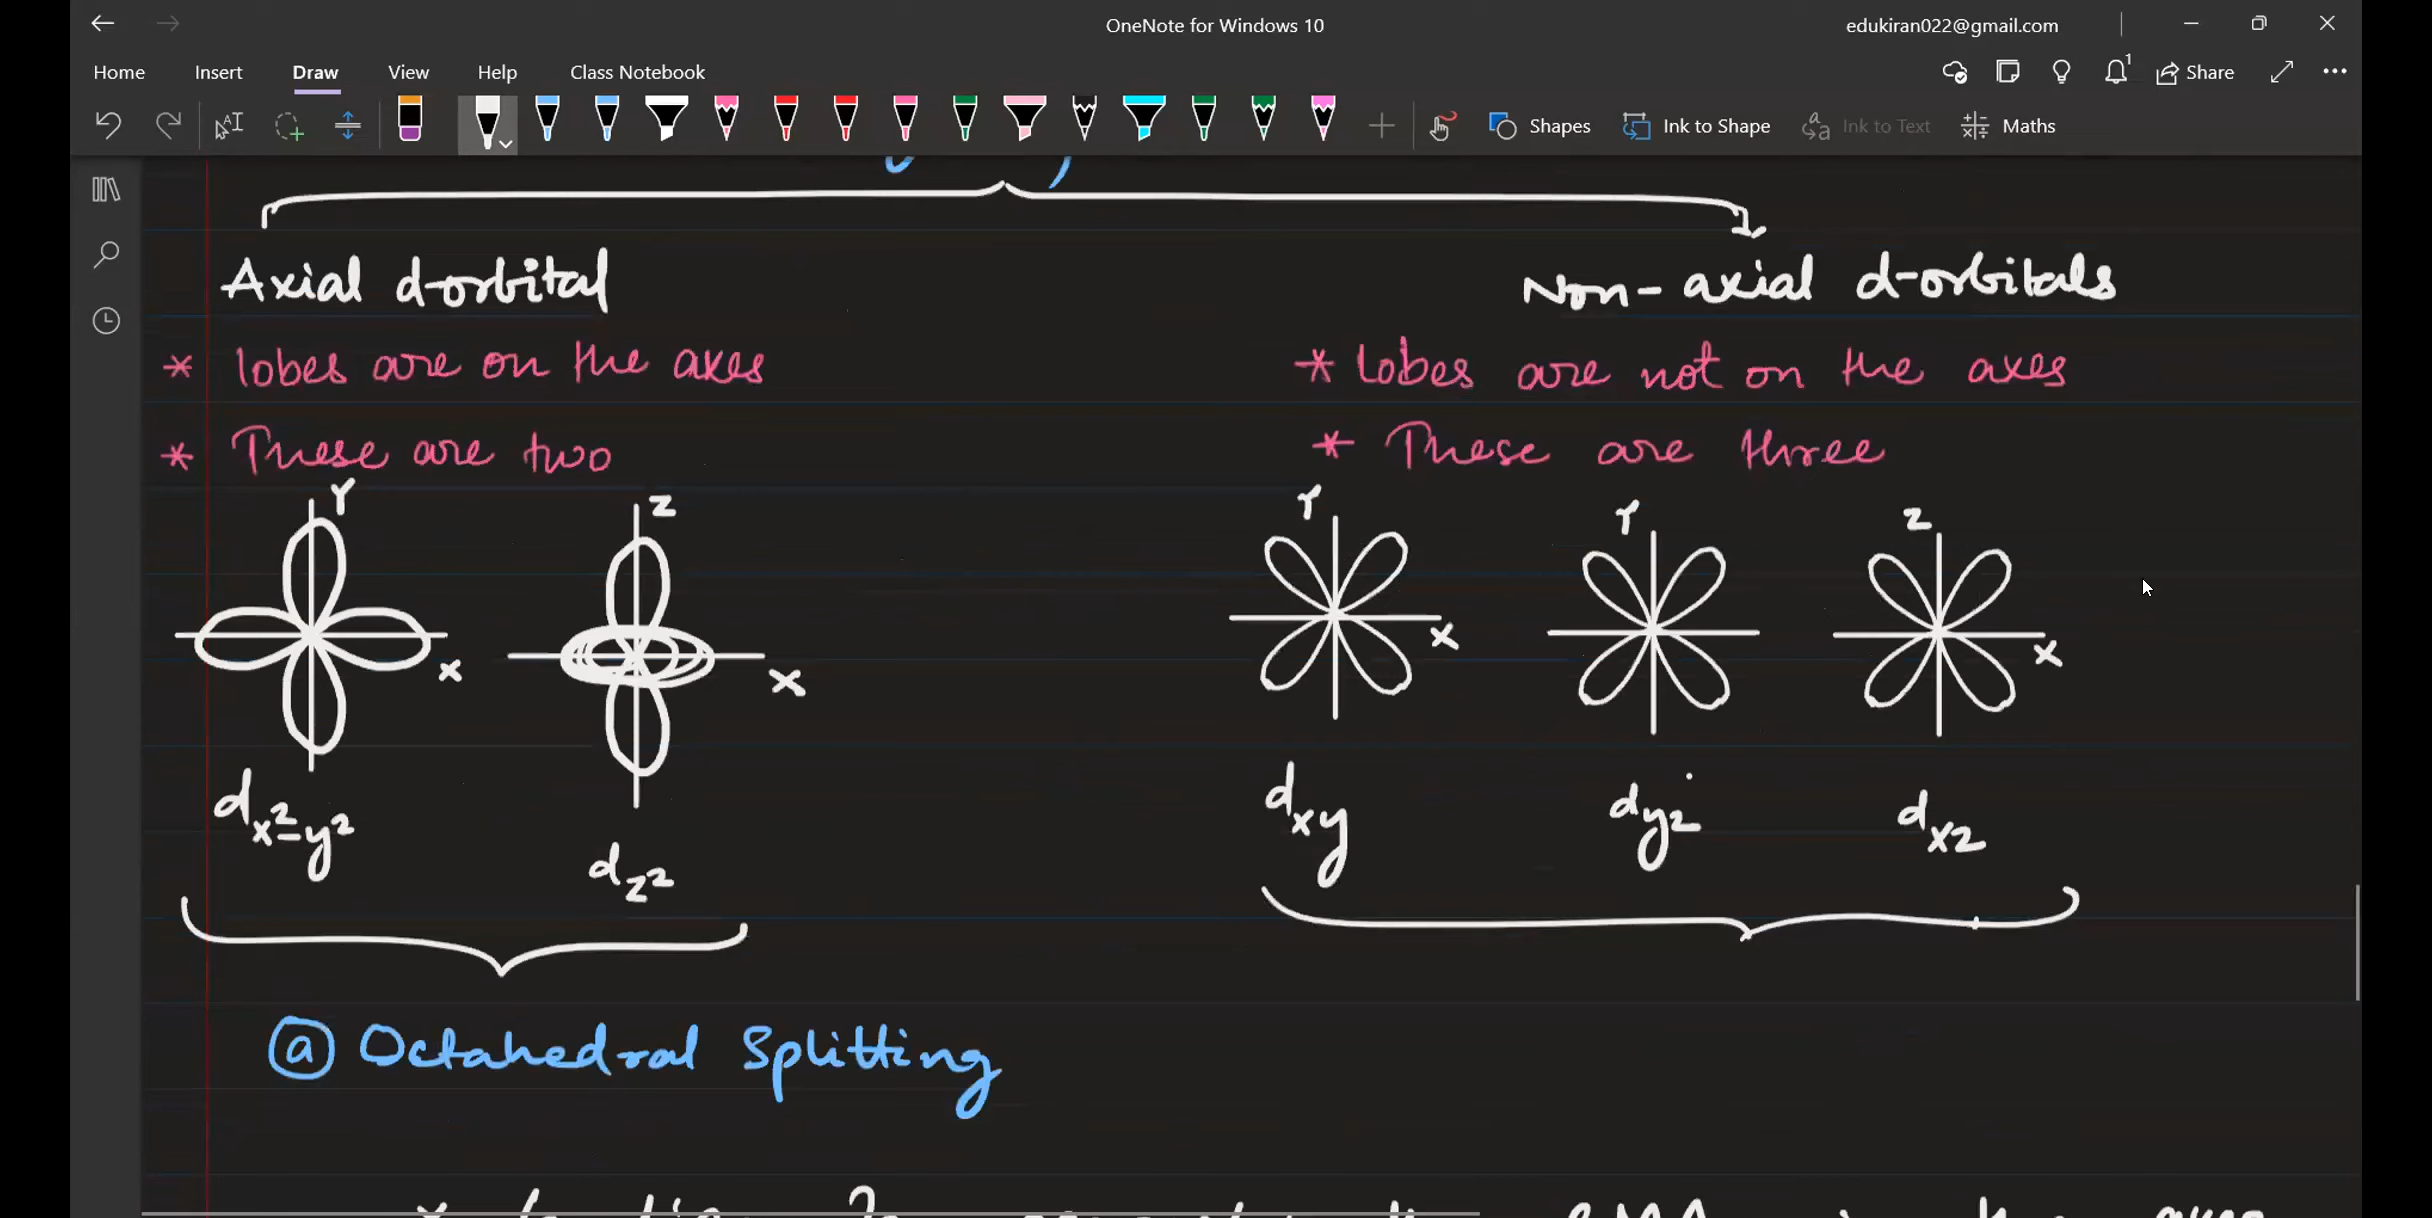 OneNote for Windows 10
edukiran022@gmail.com
Home Insert Draw View Help Class Notebook
1
Share
Shapes Ink to Shape Ink to Text Maths
Axial d-orbital
Non-axial d-orbitals
* lobes are on the axes
* lobes are not on the axes
* These are two
* These are three
Y
Z
Y
Y
Z
X
X
X
X
dx²-y²
dz²
dxy
dyz
dxz
ⓐ Octahedral Splitting